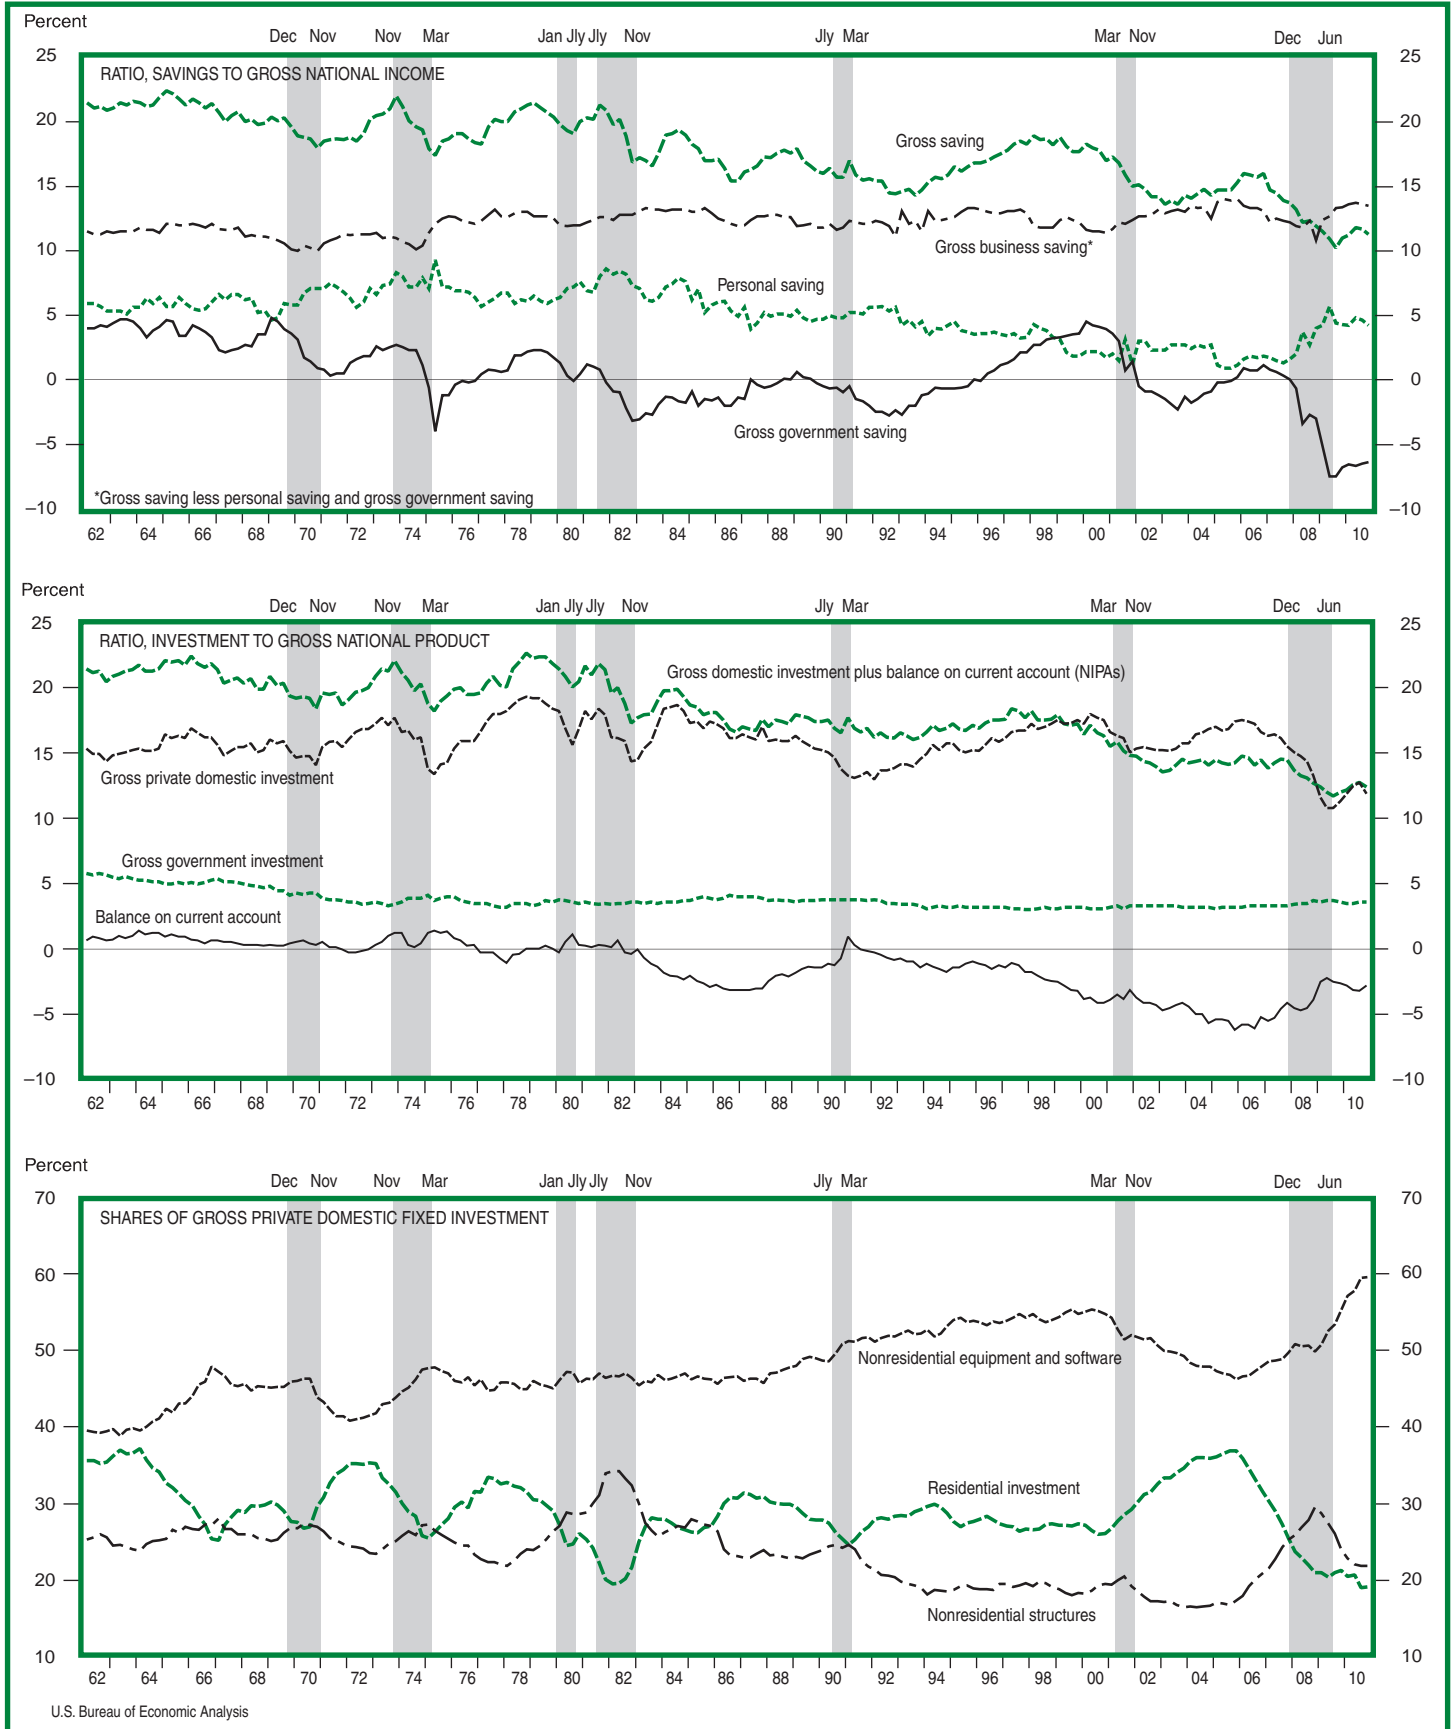 Percent
Dec Nov Nov Mar Jan Jly Jly Nov Jly Mar Mar Nov Dec Jun
25 25
RATIO, SAVINGS TO GROSS NATIONAL INCOME
20 20
Gross saving
15 15
10 10
Gross business saving*
Personal saving
5 5
0 0
Gross government saving
–5 –5
*Gross saving less personal saving and gross government saving
–10 –10
62 64 66 68 70 72 74 76 78 80 82 84 86 88 90 92 94 96 98 00 02 04 06 08 10
Percent
Dec Nov Nov Mar Jan Jly Jly Nov Jly Mar Mar Nov Dec Jun
25 25
RATIO, INVESTMENT TO GROSS NATIONAL PRODUCT
Gross domestic investment plus balance on current account (NIPAs)
20 20
15 15
Gross private domestic investment
10 10
Gross government investment
5 5
Balance on current account
0 0
–5 –5
–10 –10
62 64 66 68 70 72 74 76 78 80 82 84 86 88 90 92 94 96 98 00 02 04 06 08 10
Percent
Dec Nov Nov Mar Jan Jly Jly Nov Jly Mar Mar Nov Dec Jun
70 70
SHARES OF GROSS PRIVATE DOMESTIC FIXED INVESTMENT
60 60
50 50
Nonresidential equipment and software
40 40
Residential investment
30 30
20 20
Nonresidential structures
10 10
62 64 66 68 70 72 74 76 78 80 82 84 86 88 90 92 94 96 98 00 02 04 06 08 10
U.S. Bureau of Economic Analysis